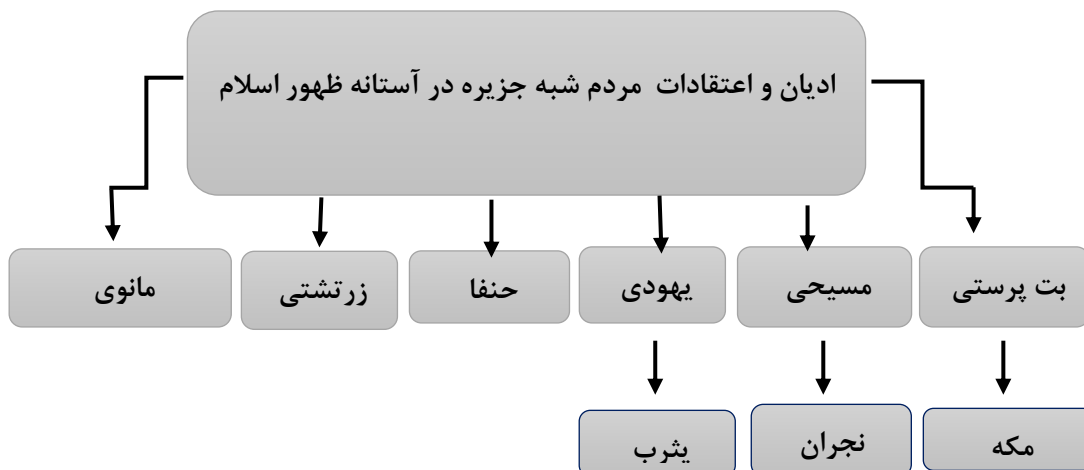 ادیان و اعتقادات مردم شبه جزیره در آستانه ظهور اسلام
بت پرستی
مسیحی
یهودی
حنفا
زرتشتی
مانوی
مکه
نجران
یثرب